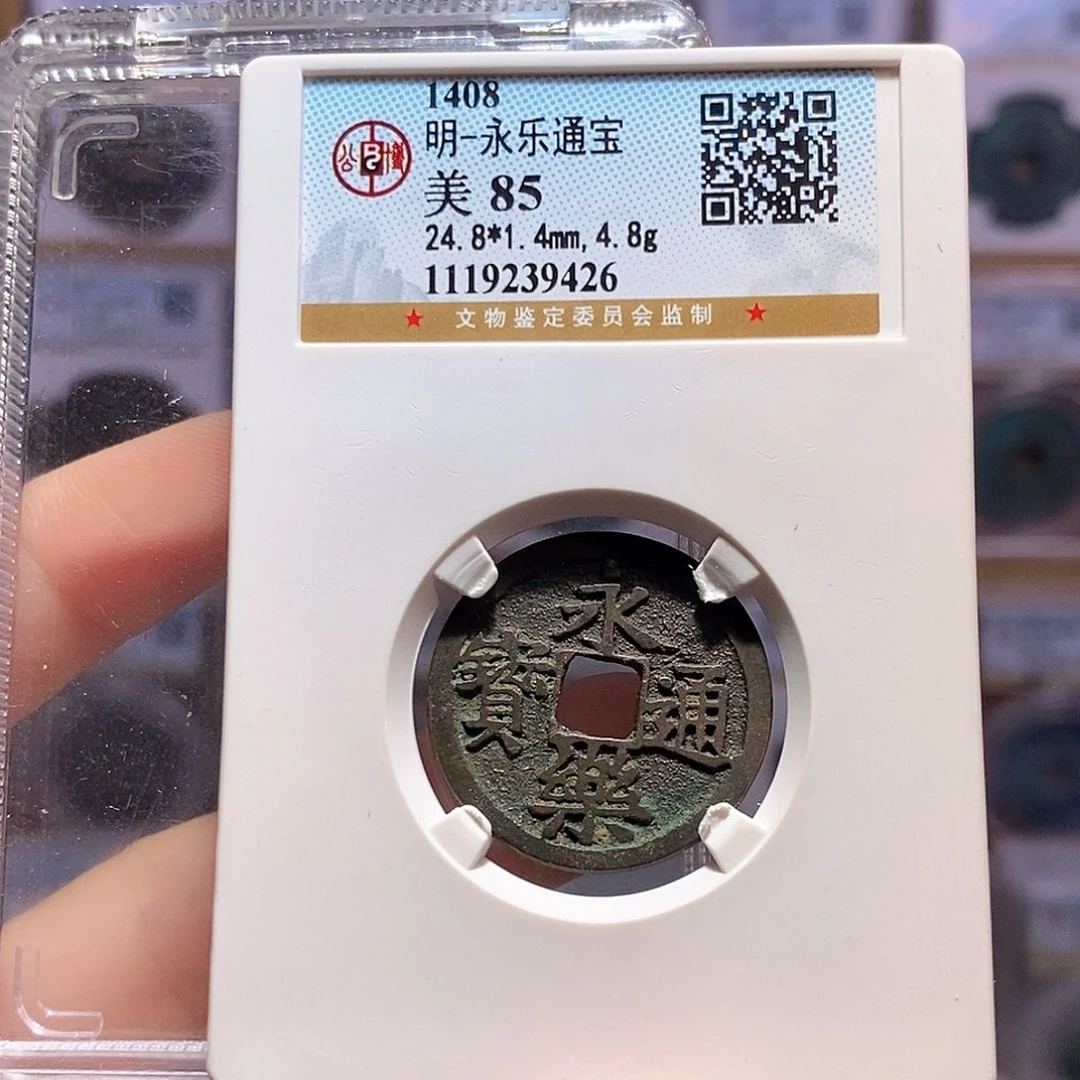 1408
明-永乐通宝
美 85
24.8*1.4mm,4.8g
1119239426
★ 文物鉴定委员会监制 ★
永樂通寳